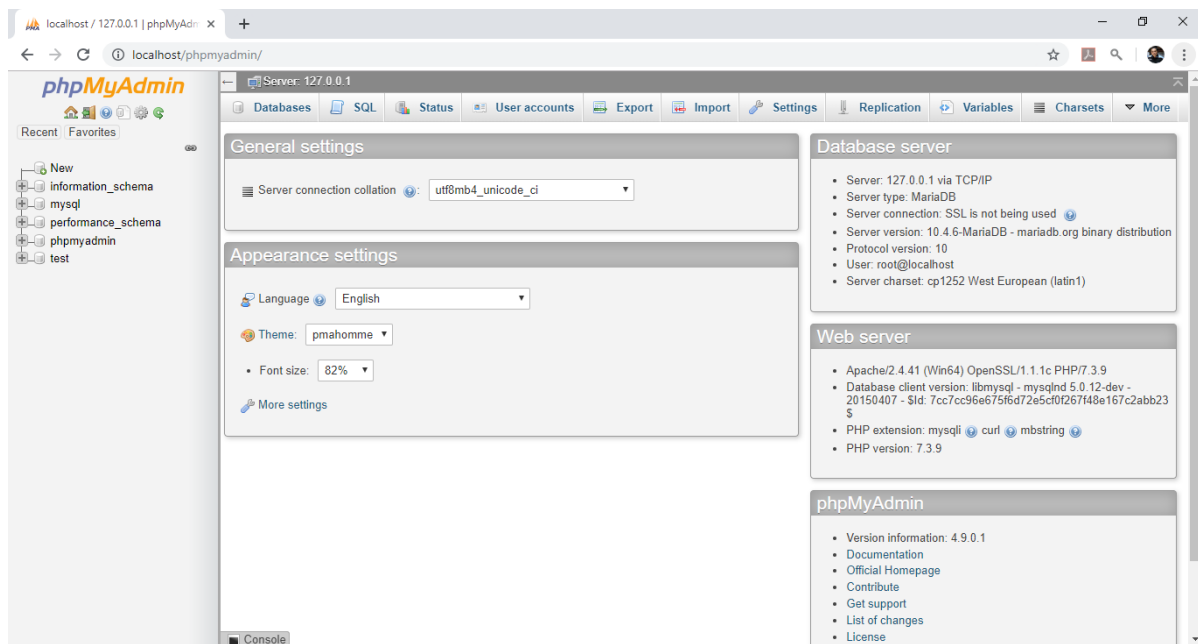 localhost / 127.0.0.1 | phpMyAdm
localhost/phpmyadmin/
phpMyAdmin
Recent Favorites
New
information_schema
mysql
performance_schema
phpmyadmin
test
Server: 127.0.0.1
Databases SQL Status User accounts Export Import Settings Replication Variables Charsets More
General settings
Server connection collation : utf8mb4_unicode_ci
Appearance settings
Language English
Theme: pmahomme
Font size: 82%
More settings
Database server
Server: 127.0.0.1 via TCP/IP
Server type: MariaDB
Server connection: SSL is not being used
Server version: 10.4.6-MariaDB - mariadb.org binary distribution
Protocol version: 10
User: root@localhost
Server charset: cp1252 West European (latin1)
Web server
Apache/2.4.41 (Win64) OpenSSL/1.1.1c PHP/7.3.9
Database client version: libmysql - mysqlnd 5.0.12-dev -
20150407 - $Id: 7cc7cc96e675f6d72e5cf0f267f48e167c2abb23
$
PHP extension: mysqli curl mbstring
PHP version: 7.3.9
phpMyAdmin
Version information: 4.9.0.1
Documentation
Official Homepage
Contribute
Get support
List of changes
License
Console